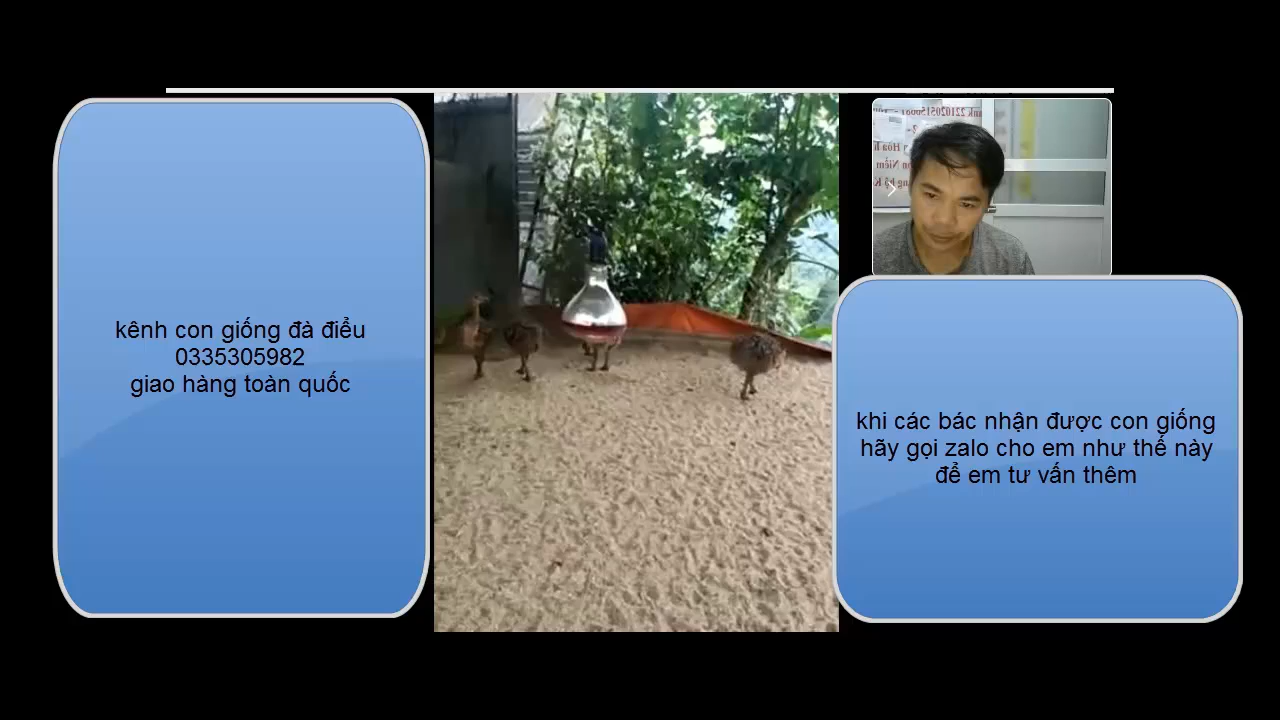 kênh con giống đà điểu
0335305982
giao hàng toàn quốc
khi các bác nhận được con giống
hãy gọi zalo cho em như thế này
để em tư vấn thêm